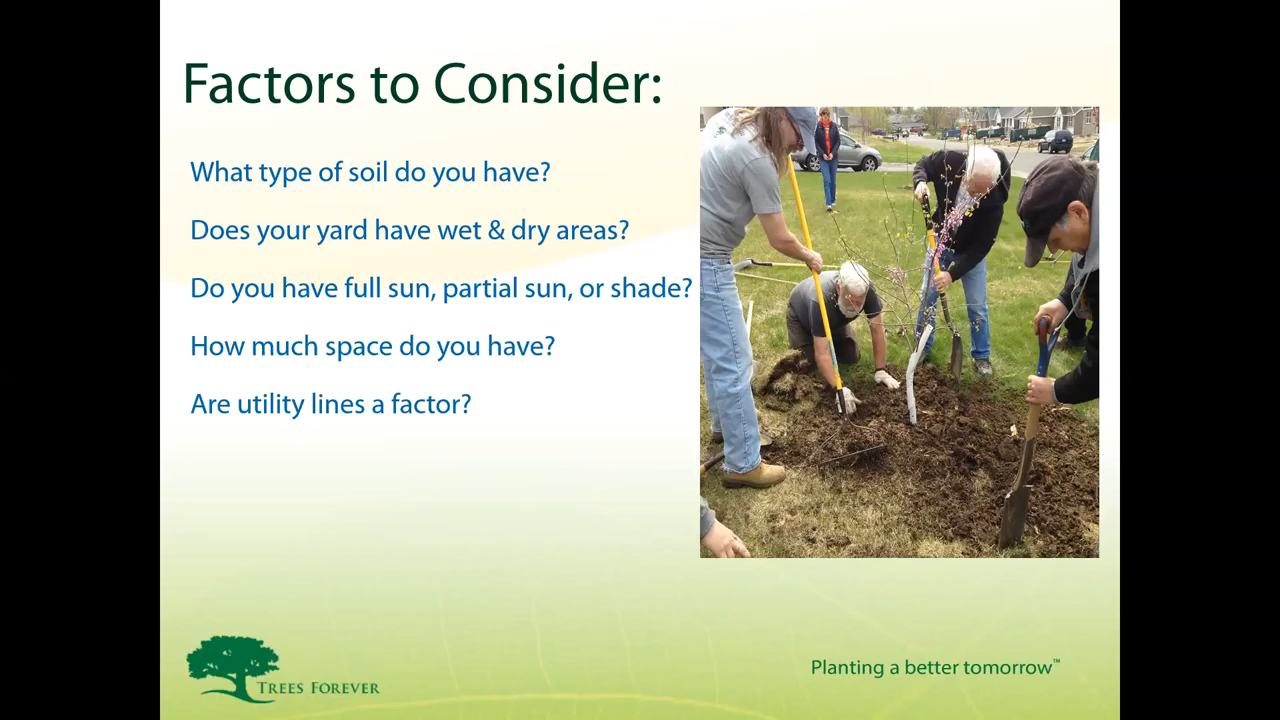 Factors to Consider:
What type of soil do you have?
Does your yard have wet & dry areas?
Do you have full sun, partial sun, or shade?
How much space do you have?
Are utility lines a factor?
TREES FOREVER
Planting a better tomorrow™